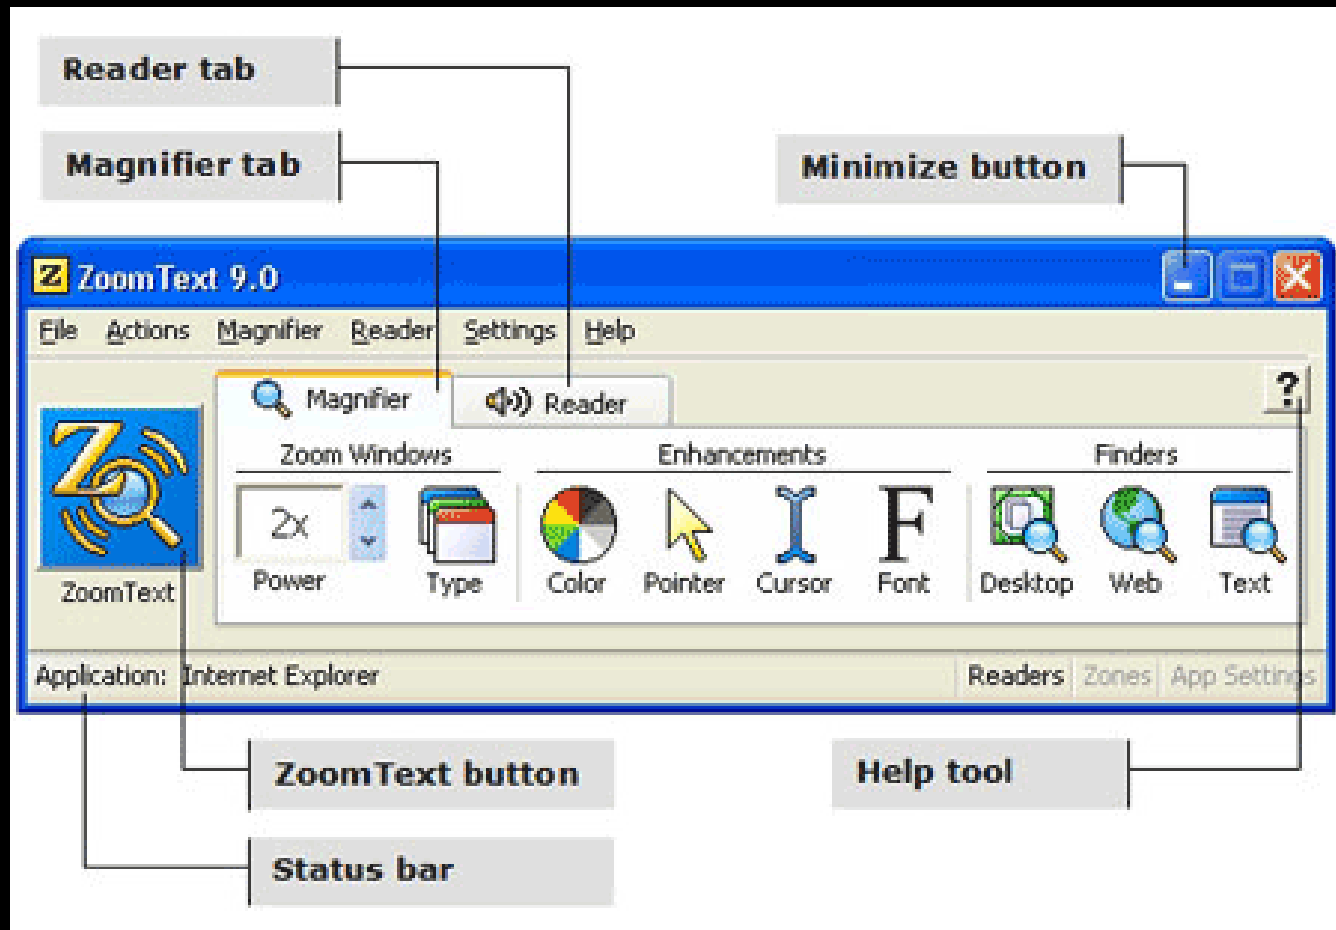 Reader tab
Magnifier tab
Minimize button
ZoomText 9.0
File Actions Magnifier Reader Settings Help
Magnifier Reader ?
Zoom Windows Enhancements Finders
2x F
Power Type Color Pointer Cursor Font Desktop Web Text
ZoomText
Application: Internet Explorer Readers Zones App Settings
ZoomText button
Help tool
Status bar